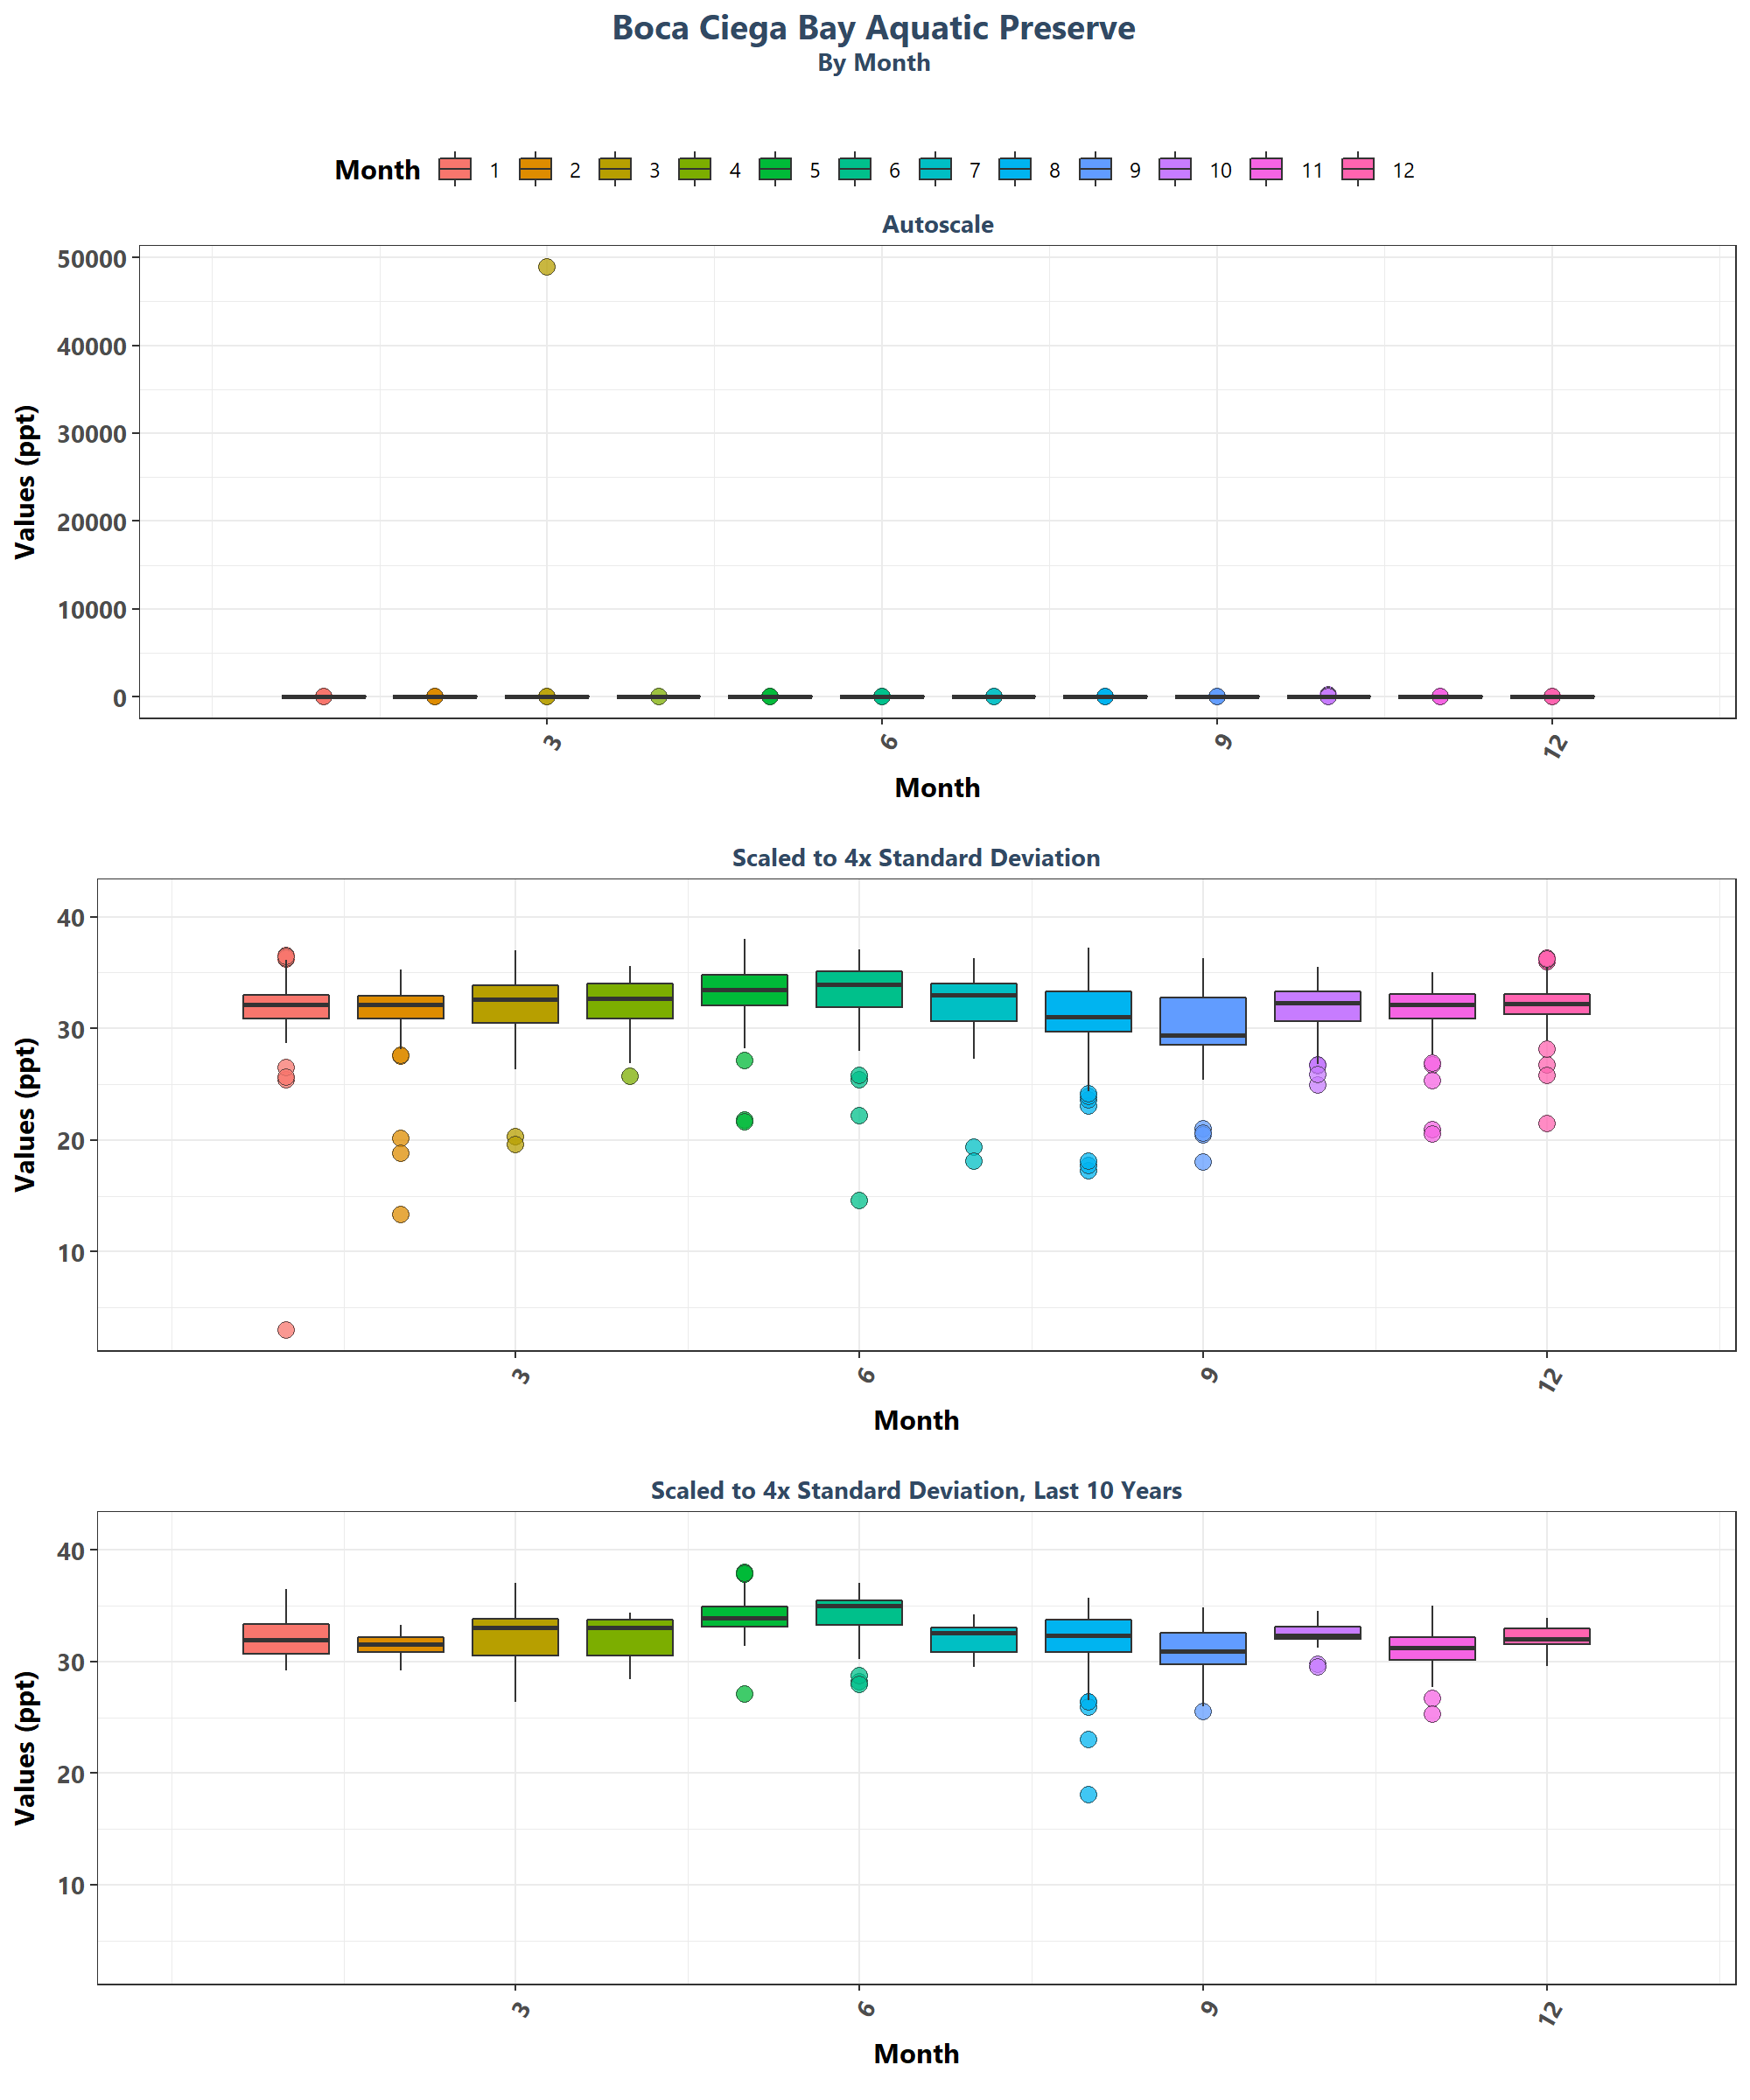 Boca Ciega Bay Aquatic Preserve
By Month
Month 1 2 3 4 5 6 7 8 9 10 11 12
Autoscale
Values (ppt)
50000
40000
30000
20000
10000
0
3 6 9 12
Month
Scaled to 4x Standard Deviation
Values (ppt)
40
30
20
10
3 6 9 12
Month
Scaled to 4x Standard Deviation, Last 10 Years
Values (ppt)
40
30
20
10
3 6 9 12
Month